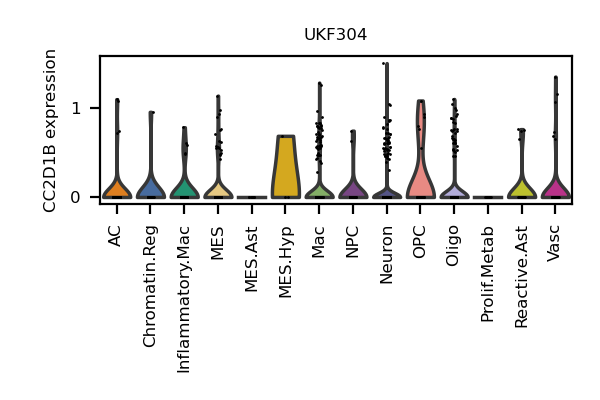 UKF304
CC2D1B expression
1
0
AC
Chromatin.Reg
Inflammatory.Mac
MES
MES.Ast
MES.Hyp
Mac
NPC
Neuron
OPC
Oligo
Prolif.Metab
Reactive.Ast
Vasc